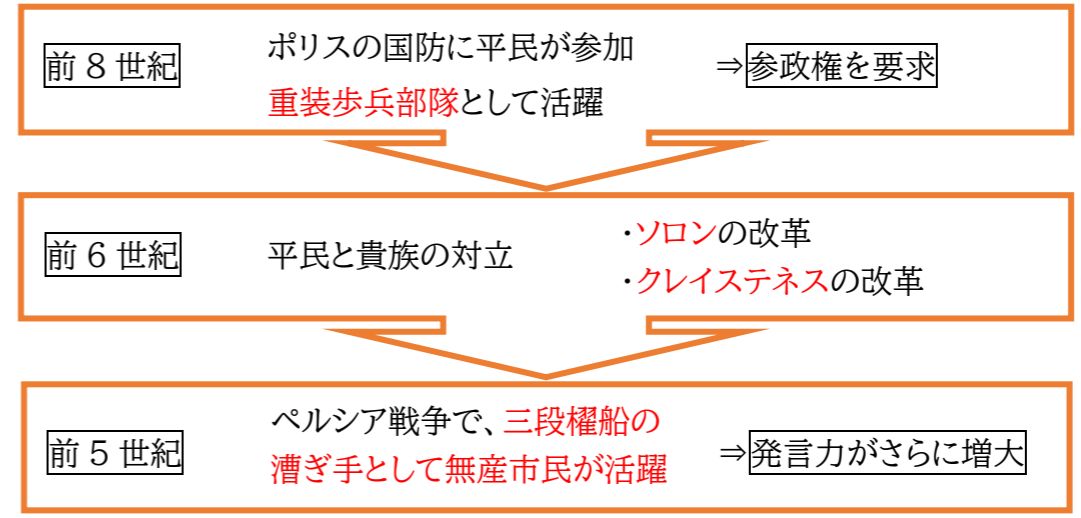 前8世紀
ポリスの国防に平民が参加
重装歩兵部隊として活躍
⇒参政権を要求
前6世紀
平民と貴族の対立
・ソロンの改革
・クレイステネスの改革
前5世紀
ペルシア戦争で、三段櫂船の
漕ぎ手として無産市民が活躍
⇒発言力がさらに増大